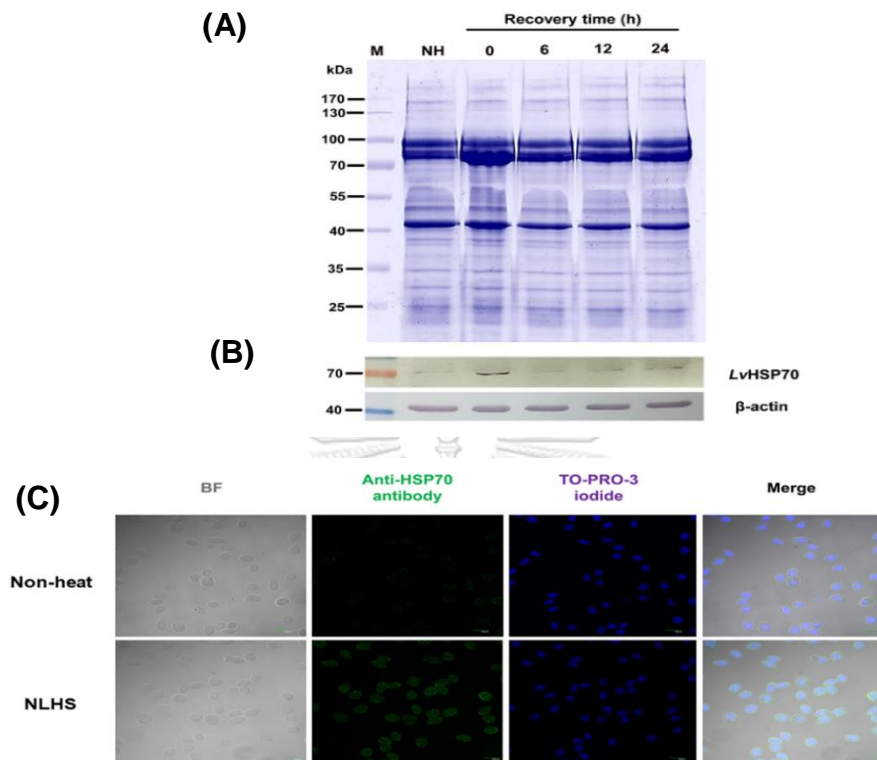 (A)
Recovery time (h)
M NH 0 6 12 24
kDa
170
130
100
70
55
40
35
25
(B)
70 LvHSP70
40 β-actin
(C)
BF Anti-HSP70 antibody TO-PRO-3 iodide Merge
Non-heat
NLHS